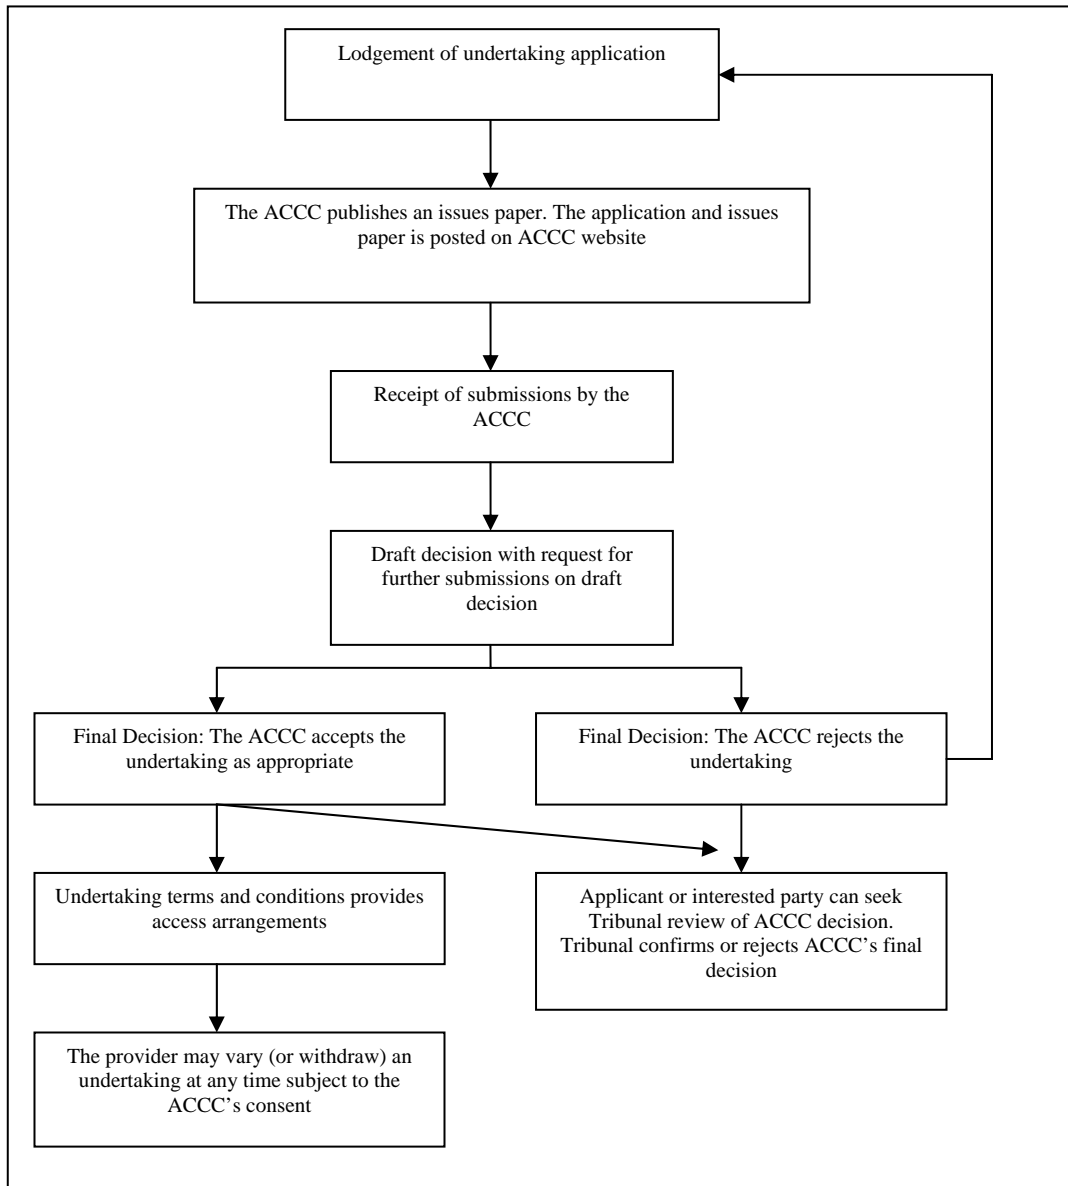 Lodgement of undertaking application
The ACCC publishes an issues paper. The application and issues
paper is posted on ACCC website
Receipt of submissions by the
ACCC
Draft decision with request for
further submissions on draft
decision
Final Decision: The ACCC accepts the
undertaking as appropriate
Final Decision: The ACCC rejects the
undertaking
Undertaking terms and conditions provides
access arrangements
Applicant or interested party can seek
Tribunal review of ACCC decision.
Tribunal confirms or rejects ACCC’s final
decision
The provider may vary (or withdraw) an
undertaking at any time subject to the
ACCC’s consent